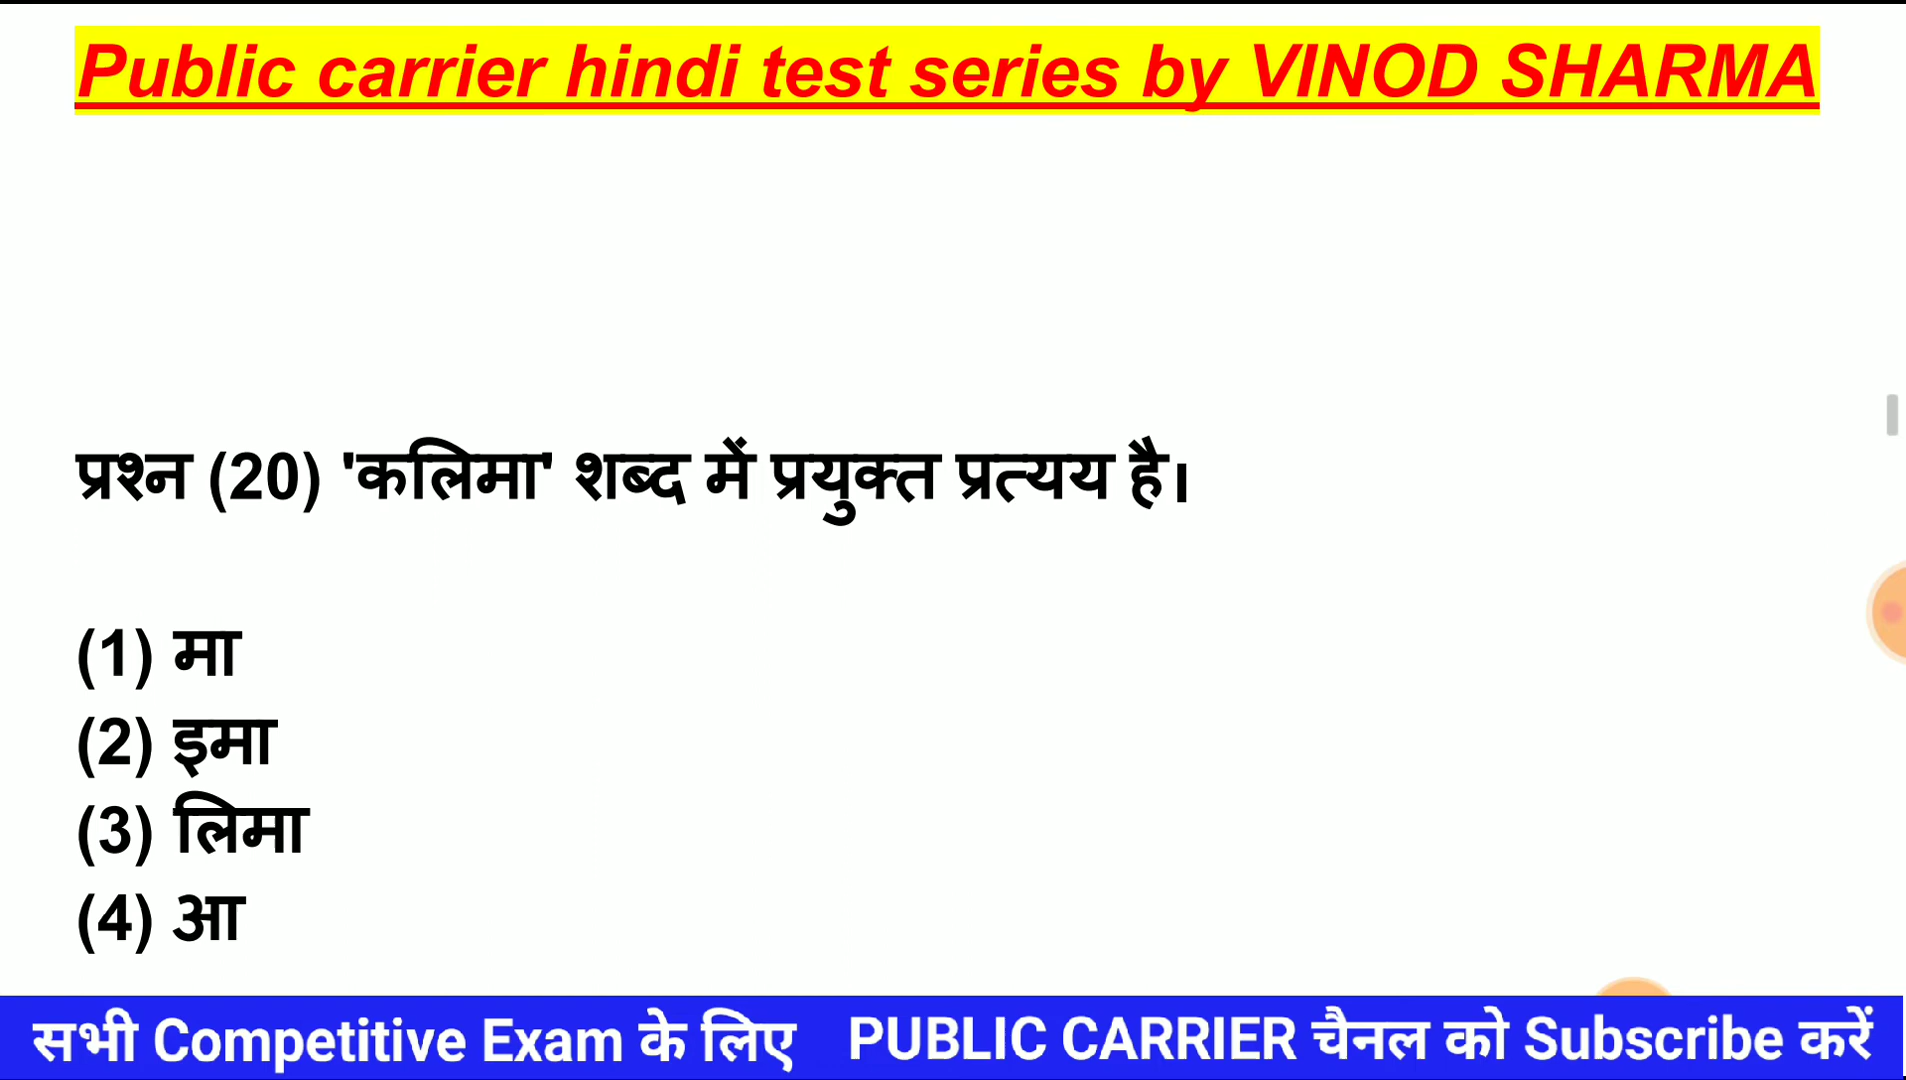 Public carrier hindi test series by VINOD SHARMA
प्रश्न (20) 'कलिमा' शब्द में प्रयुक्त प्रत्यय है।
(1) मा
(2) इमा
(3) लिमा
(4) आ
सभी Competitive Exam के लिए PUBLIC CARRIER चैनल को Subscribe करें